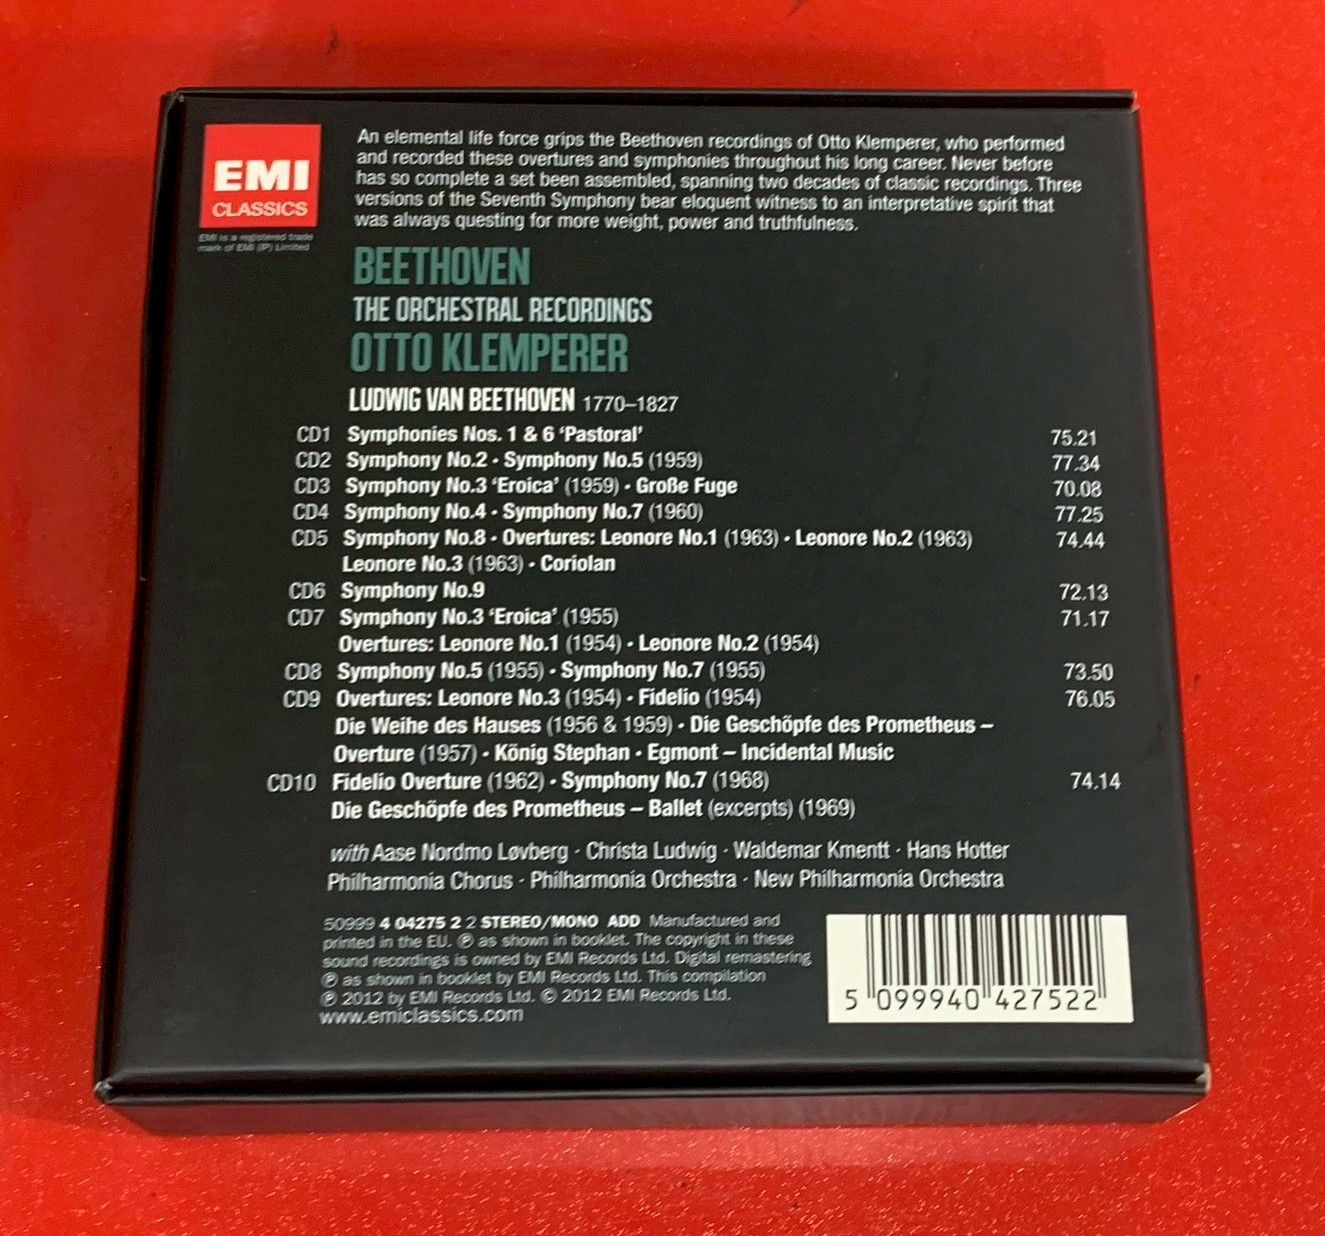 EMI
CLASSICS
EMI is a registered trade
mark of EMI (IP) Limited
An elemental life force grips the Beethoven recordings of Otto Klemperer, who performed
and recorded these overtures and symphonies throughout his long career. Never before
has so complete a set been assembled, spanning two decades of classic recordings. Three
versions of the Seventh Symphony bear eloquent witness to an interpretative spirit that
was always questing for more weight, power and truthfulness.
BEETHOVEN
THE ORCHESTRAL RECORDINGS
OTTO KLEMPERER
LUDWIG VAN BEETHOVEN 1770–1827
CD1 Symphonies Nos. 1 & 6 ‘Pastoral’ 75.21
CD2 Symphony No.2 · Symphony No.5 (1959) 77.34
CD3 Symphony No.3 ‘Eroica’ (1959) · Große Fuge 70.08
CD4 Symphony No.4 · Symphony No.7 (1960) 77.25
CD5 Symphony No.8 · Overtures: Leonore No.1 (1963) · Leonore No.2 (1963) 74.44
Leonore No.3 (1963) · Coriolan
CD6 Symphony No.9 72.13
CD7 Symphony No.3 ‘Eroica’ (1955) 71.17
Overtures: Leonore No.1 (1954) · Leonore No.2 (1954)
CD8 Symphony No.5 (1955) · Symphony No.7 (1955) 73.50
CD9 Overtures: Leonore No.3 (1954) · Fidelio (1954) 76.05
Die Weihe des Hauses (1956 & 1959) · Die Geschöpfe des Prometheus –
Overture (1957) · König Stephan · Egmont – Incidental Music
CD10 Fidelio Overture (1962) · Symphony No.7 (1968) 74.14
Die Geschöpfe des Prometheus – Ballet (excerpts) (1969)
with Aase Nordmo Løvberg · Christa Ludwig · Waldemar Kmentt · Hans Hotter
Philharmonia Chorus · Philharmonia Orchestra · New Philharmonia Orchestra
50999 4 04275 2 2 STEREO/MONO ADD Manufactured and
printed in the EU. ℗ as shown in booklet. The copyright in these
sound recordings is owned by EMI Records Ltd. Digital remastering
℗ as shown in booklet by EMI Records Ltd. This compilation
℗ 2012 by EMI Records Ltd. © 2012 EMI Records Ltd.
www.emiclassics.com
5 099940 427522